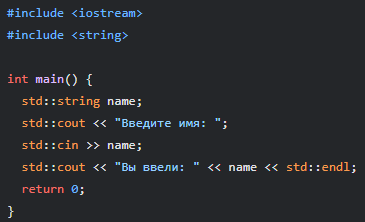 #include <iostream>
#include <string>

int main() {
  std::string name;
  std::cout << "Введите имя: ";
  std::cin >> name;
  std::cout << "Вы ввели: " << name << std::endl;
  return 0;
}